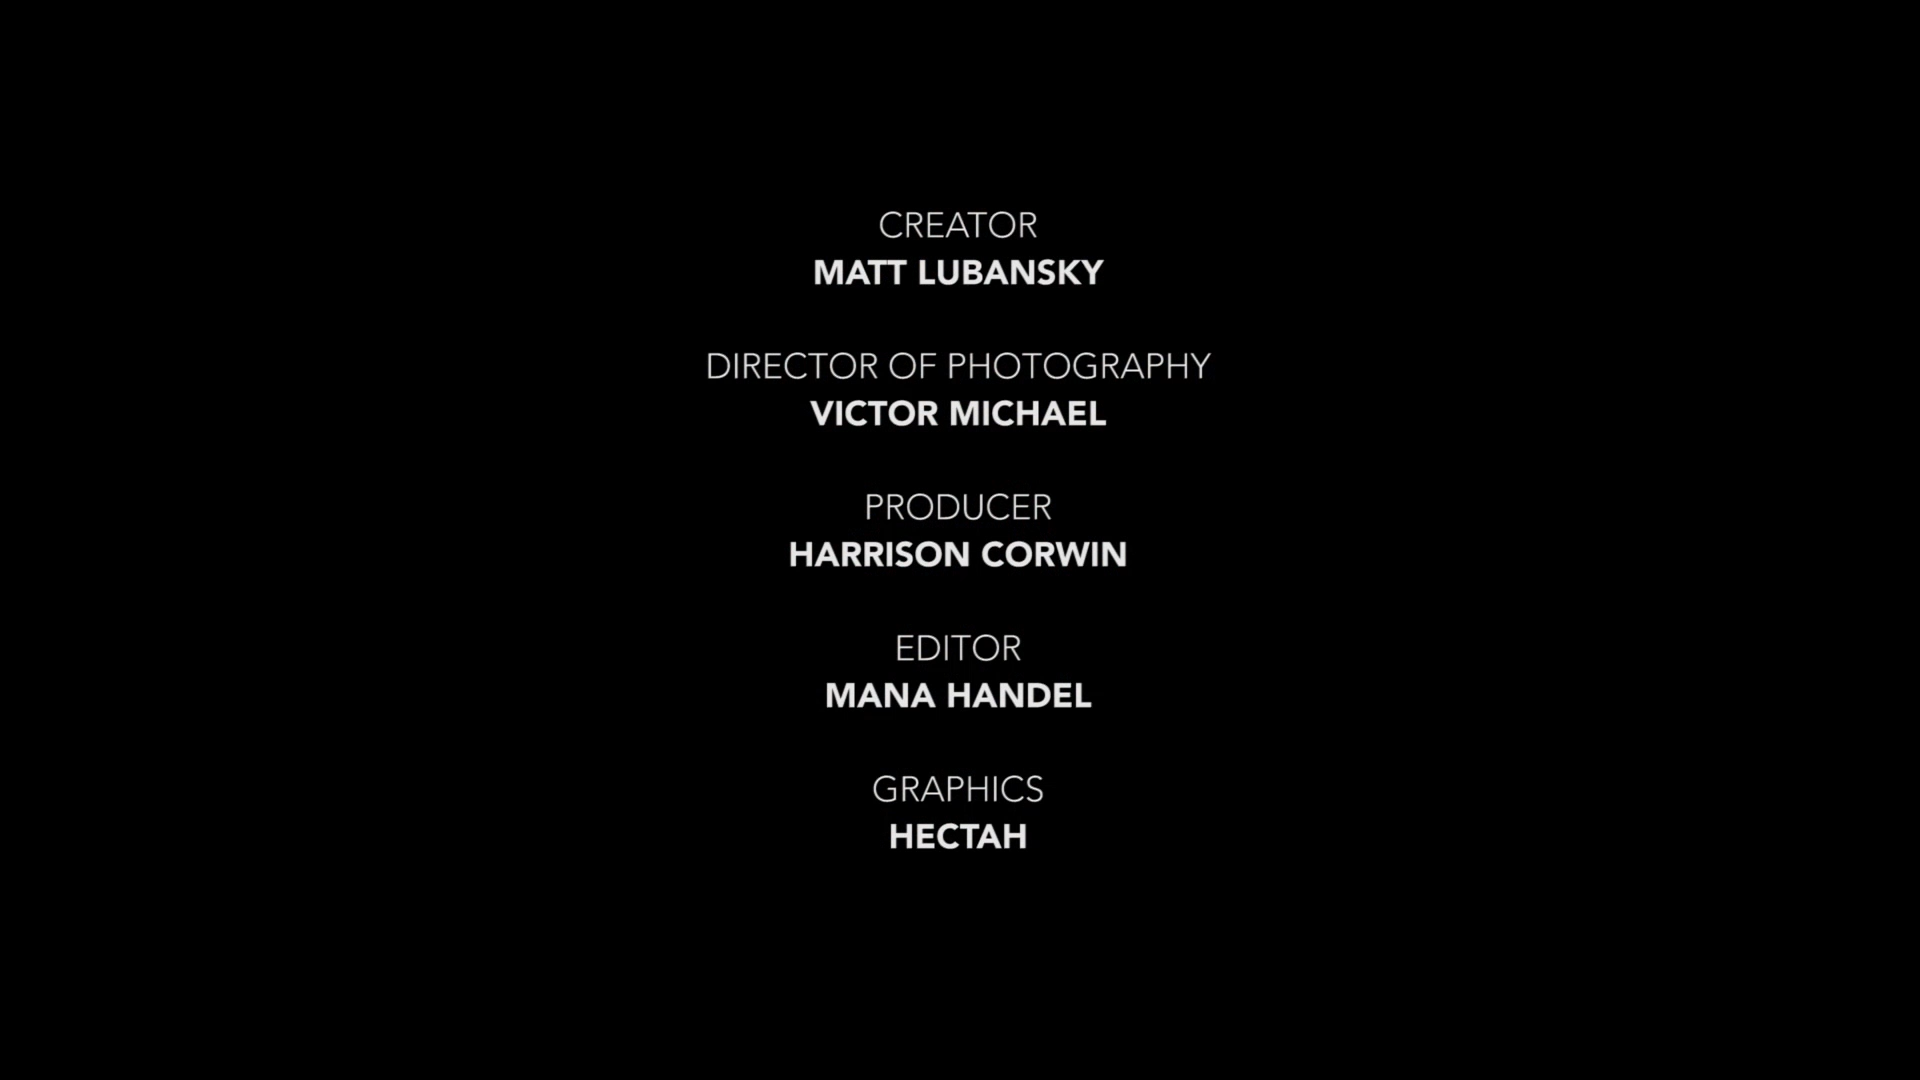 CREATOR
MATT LUBANSKY
DIRECTOR OF PHOTOGRAPHY
VICTOR MICHAEL
PRODUCER
HARRISON CORWIN
EDITOR
MANA HANDEL
GRAPHICS
HECTAH